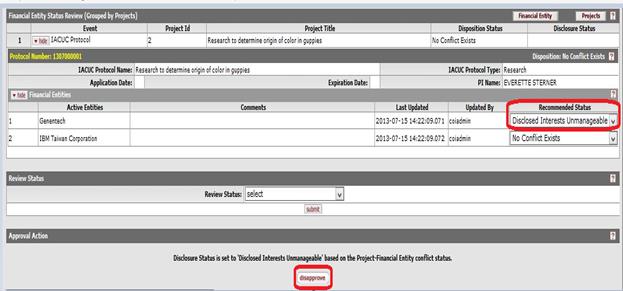 Financial Entity Status Review (Grouped by Projects) Financial Entity Projects ?
Event Project Id Project Title Disposition Status Disclosure Status
1 ▾ hide IACUC Protocol 2 Research to determine origin of color in guppies No Conflict Exists
Protocol Number: 1307000001 Disposition: No Conflict Exists ?
IACUC Protocol Name: Research to determine origin of color in guppies IACUC Protocol Type: Research
Application Date: Expiration Date: PI Name: EVERETTE STERNER
▾ hide Financial Entities ?
Active Entities Comments Last Updated Updated By Recommended Status
1 Genentech 2013-07-15 14:22:09.071 coiadmin Disclosed Interests Unmanageable
2 IBM Taiwan Corporation 2013-07-15 14:22:09.072 coiadmin No Conflict Exists
Review Status ?
Review Status: select
submit
Approval Action ?
Disclosure Status is set to 'Disclosed Interests Unmanageable' based on the Project-Financial Entity conflict status.
disapprove